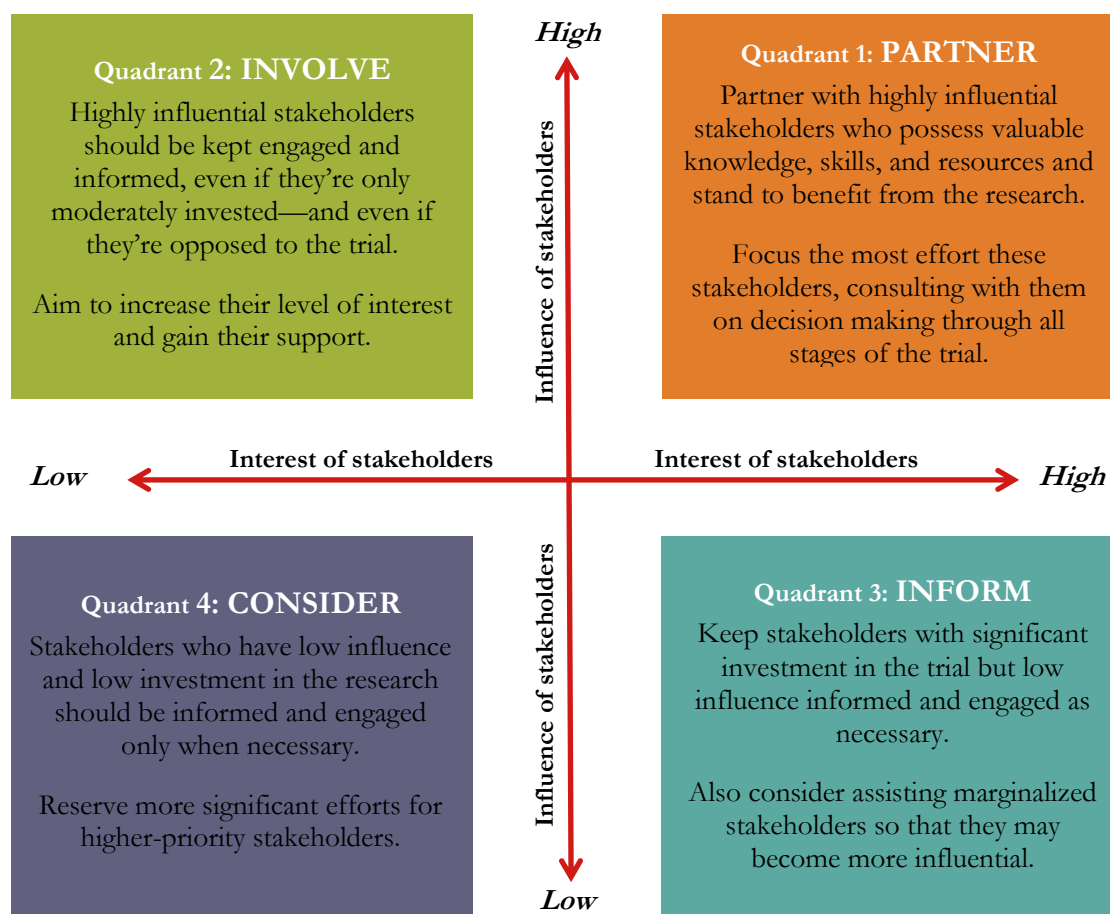 High
Quadrant 2: INVOLVE
Highly influential stakeholders
should be kept engaged and
informed, even if they’re only
moderately invested—and even if
they’re opposed to the trial.
Aim to increase their level of interest
and gain their support.
Influence of stakeholders
Quadrant 1: PARTNER
Partner with highly influential
stakeholders who possess valuable
knowledge, skills, and resources and
stand to benefit from the research.
Focus the most effort these
stakeholders, consulting with them
on decision making through all
stages of the trial.
Low
Interest of stakeholders
Interest of stakeholders
High
Quadrant 4: CONSIDER
Stakeholders who have low influence
and low investment in the research
should be informed and engaged
only when necessary.
Reserve more significant efforts for
higher-priority stakeholders.
Influence of stakeholders
Quadrant 3: INFORM
Keep stakeholders with significant
investment in the trial but low
influence informed and engaged as
necessary.
Also consider assisting marginalized
stakeholders so that they may
become more influential.
Low